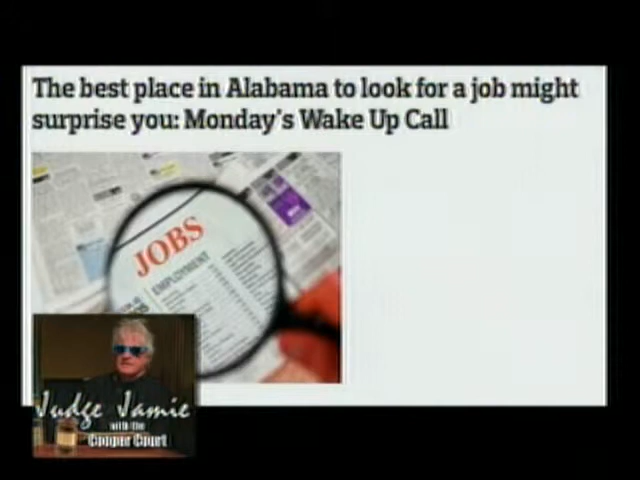 The best place in Alabama to look for a job might
surprise you: Monday's Wake Up Call
JOBS
EMPLOYMENT
Judge Jamie
with the
Cooper Court